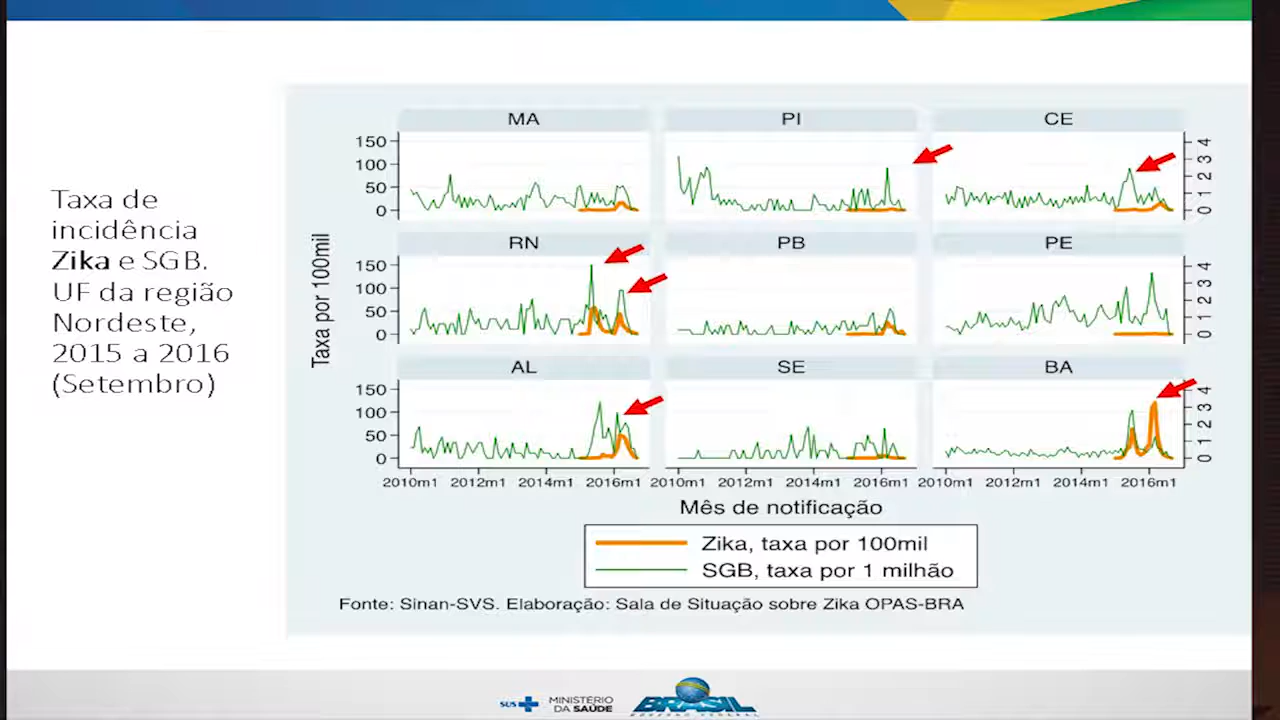 Taxa de
incidência
Zika e SGB.
UF da região
Nordeste,
2015 a 2016
(Setembro)
Taxa por 100mil
MA
PI
CE
150
100
50
0
0 1 2 3 4
RN
PB
PE
150
100
50
0
0 1 2 3 4
AL
SE
BA
150
100
50
0
0 1 2 3 4
2010m1 2012m1 2014m1 2016m1 2010m1 2012m1 2014m1 2016m1 2010m1 2012m1 2014m1 2016m1
Mês de notificação
Zika, taxa por 100mil
SGB, taxa por 1 milhão
Fonte: Sinan-SVS. Elaboração: Sala de Situação sobre Zika OPAS-BRA
SUS
MINISTÉRIO
DA SAÚDE
BRASIL
GOVERNO FEDERAL